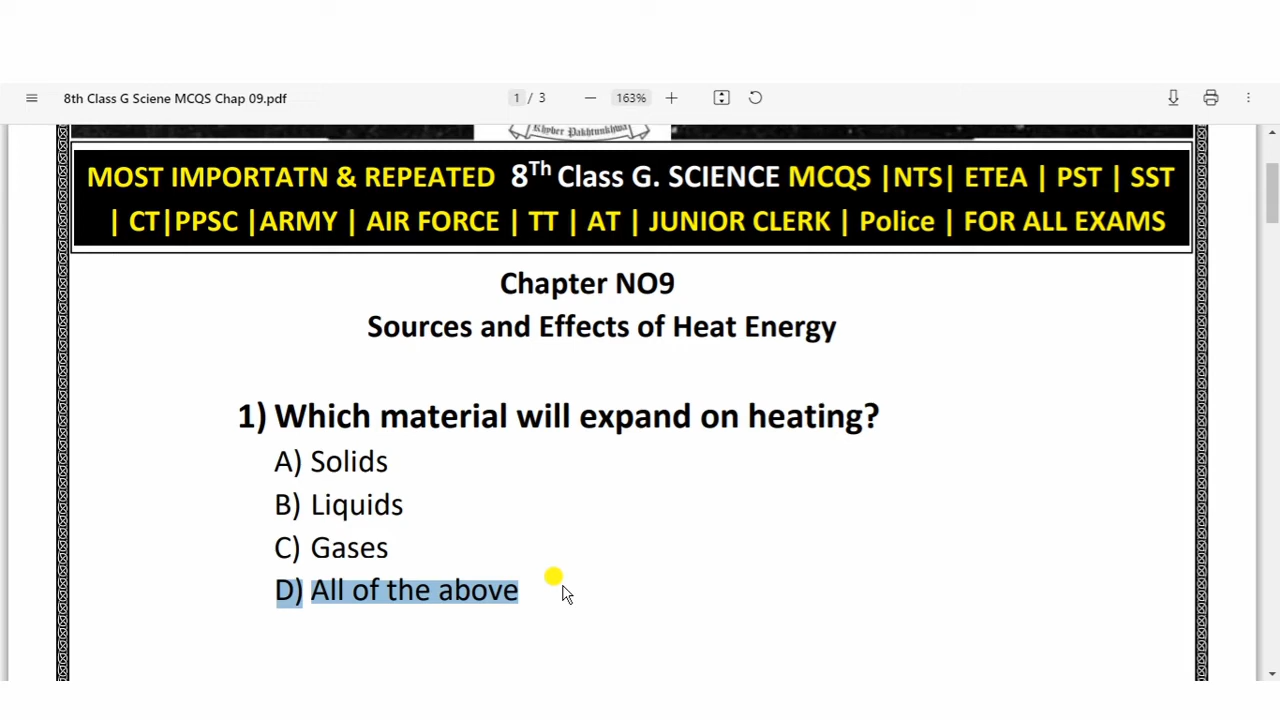 8th Class G Sciene MCQS Chap 09.pdf
1 / 3
163%
Khyber Pakhtunkhwa
MOST IMPORTATN & REPEATED 8Th Class G. SCIENCE MCQS |NTS| ETEA | PST | SST
| CT|PPSC |ARMY | AIR FORCE | TT | AT | JUNIOR CLERK | Police | FOR ALL EXAMS
Chapter NO9
Sources and Effects of Heat Energy
1) Which material will expand on heating?
A) Solids
B) Liquids
C) Gases
D) All of the above